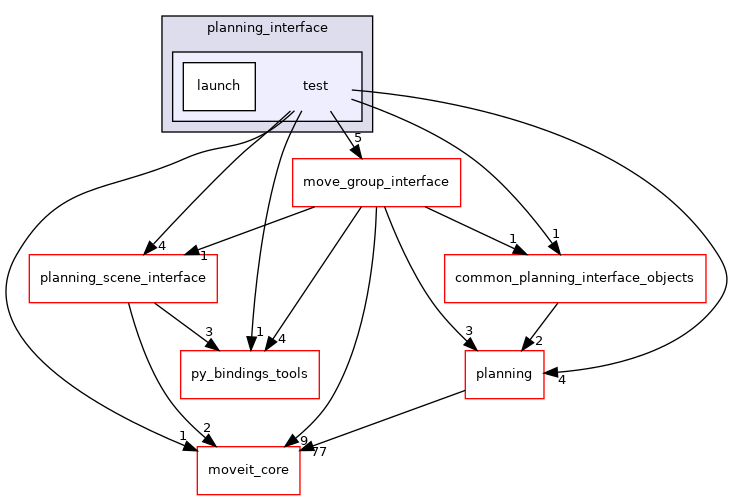 planning_interface
launch
test
5
move_group_interface
4
1
1
1
planning_scene_interface
common_planning_interface_objects
3
1
4
3
2
py_bindings_tools
planning
4
1
2
9
77
moveit_core